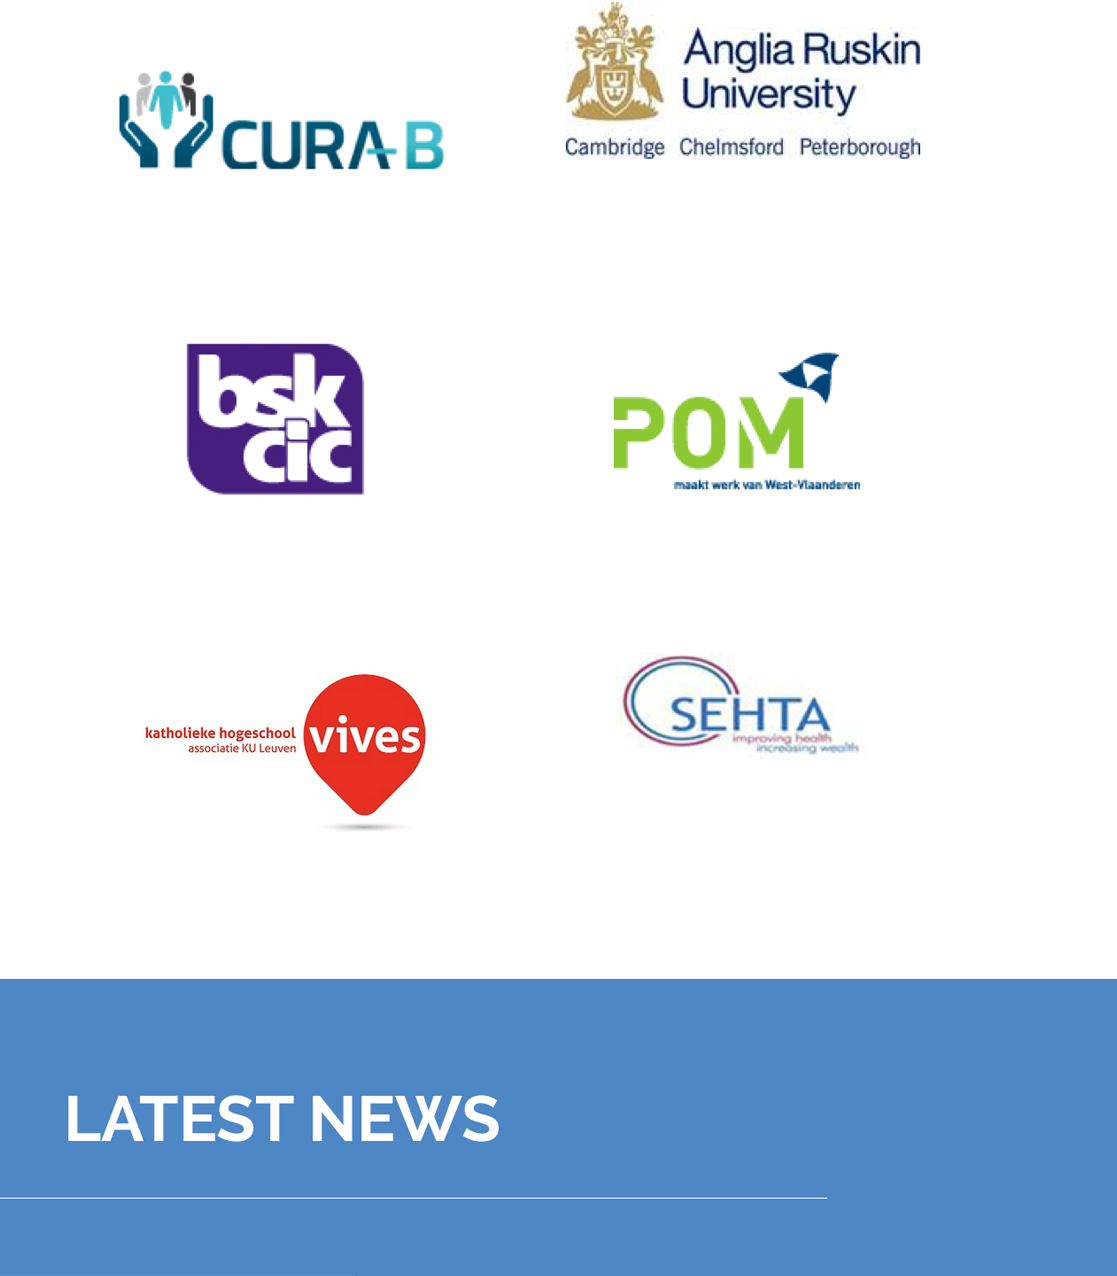 CURA-B
Anglia Ruskin
University
Cambridge Chelmsford Peterborough
bsk
cic
POM
maakt werk van West-Vlaanderen
katholieke hogeschool
associatie KU Leuven
vives
SEHTA
improving health
increasing wealth
LATEST NEWS